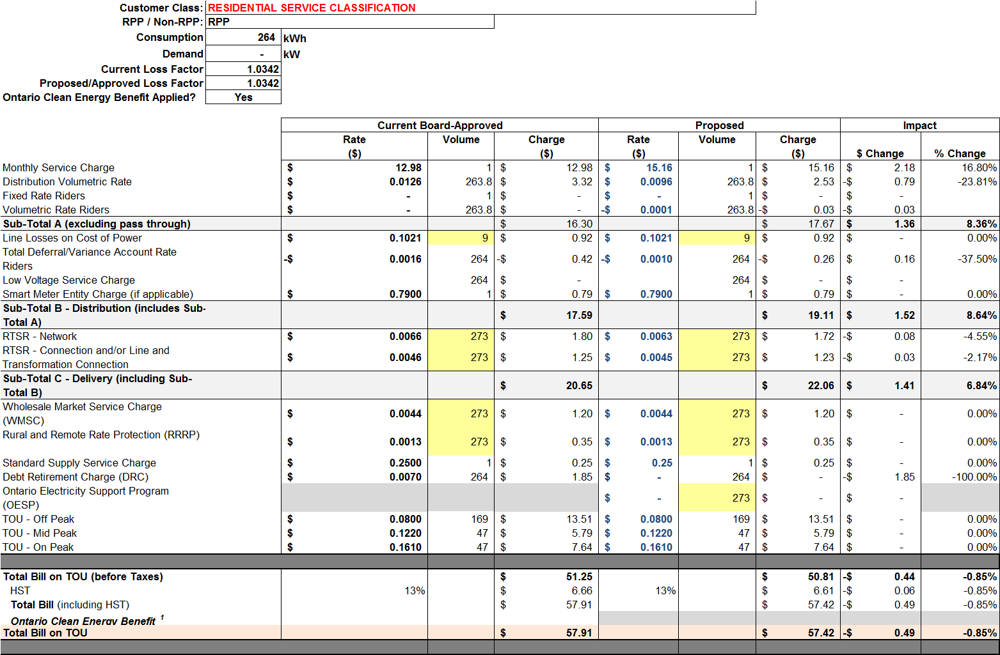 Customer Class: RESIDENTIAL SERVICE CLASSIFICATION
RPP / Non-RPP: RPP
Consumption 264 kWh
Demand - kW
Current Loss Factor 1.0342
Proposed/Approved Loss Factor 1.0342
Ontario Clean Energy Benefit Applied? Yes
Current Board-Approved Proposed Impact
Rate Volume Charge Rate Volume Charge
($) ($) ($) ($) $ Change % Change
Monthly Service Charge $ 12.98 1 $ 12.98 $ 15.16 1 $ 15.16 $ 2.18 16.80%
Distribution Volumetric Rate $ 0.0126 263.8 $ 3.32 $ 0.0096 263.8 $ 2.53 -$ 0.79 -23.81%
Fixed Rate Riders $ - 1 $ - $ - 1 $ - $ -
Volumetric Rate Riders $ - 263.8 $ - -$ 0.0001 263.8 -$ 0.03 -$ 0.03
Sub-Total A (excluding pass through) $ 16.30 $ 17.67 $ 1.36 8.36%
Line Losses on Cost of Power $ 0.1021 9 $ 0.92 $ 0.1021 9 $ 0.92 $ - 0.00%
Total Deferral/Variance Account Rate
Riders -$ 0.0016 264 -$ 0.42 -$ 0.0010 264 -$ 0.26 $ 0.16 -37.50%
Low Voltage Service Charge 264 $ - 264 $ - $ -
Smart Meter Entity Charge (if applicable) $ 0.7900 1 $ 0.79 $ 0.7900 1 $ 0.79 $ - 0.00%
Sub-Total B - Distribution (includes Sub-
Total A) $ 17.59 $ 19.11 $ 1.52 8.64%
RTSR - Network $ 0.0066 273 $ 1.80 $ 0.0063 273 $ 1.72 -$ 0.08 -4.55%
RTSR - Connection and/or Line and
Transformation Connection $ 0.0046 273 $ 1.25 $ 0.0045 273 $ 1.23 -$ 0.03 -2.17%
Sub-Total C - Delivery (including Sub-
Total B) $ 20.65 $ 22.06 $ 1.41 6.84%
Wholesale Market Service Charge
(WMSC) $ 0.0044 273 $ 1.20 $ 0.0044 273 $ 1.20 $ - 0.00%
Rural and Remote Rate Protection (RRRP) $ 0.0013 273 $ 0.35 $ 0.0013 273 $ 0.35 $ - 0.00%
Standard Supply Service Charge $ 0.2500 1 $ 0.25 $ 0.25 1 $ 0.25 $ - 0.00%
Debt Retirement Charge (DRC) $ 0.0070 264 $ 1.85 $ - 264 $ - -$ 1.85 -100.00%
Ontario Electricity Support Program
(OESP) $ - 273 $ - $ -
TOU - Off Peak $ 0.0800 169 $ 13.51 $ 0.0800 169 $ 13.51 $ - 0.00%
TOU - Mid Peak $ 0.1220 47 $ 5.79 $ 0.1220 47 $ 5.79 $ - 0.00%
TOU - On Peak $ 0.1610 47 $ 7.64 $ 0.1610 47 $ 7.64 $ - 0.00%
Total Bill on TOU (before Taxes) $ 51.25 $ 50.81 -$ 0.44 -0.85%
HST 13% $ 6.66 13% $ 6.61 -$ 0.06 -0.85%
Total Bill (including HST) $ 57.91 $ 57.42 -$ 0.49 -0.85%
Ontario Clean Energy Benefit 1
Total Bill on TOU $ 57.91 $ 57.42 -$ 0.49 -0.85%